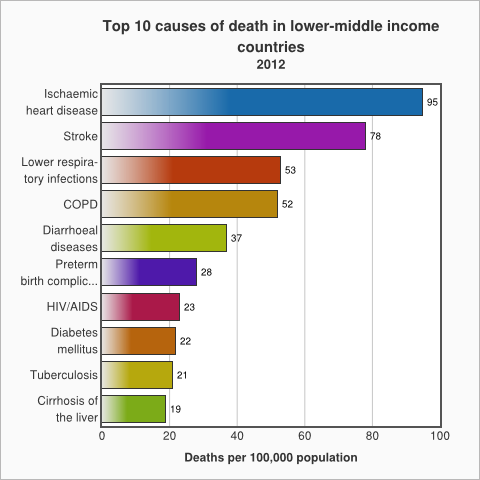 Top 10 causes of death in lower-middle income
countries
2012
Ischaemic
heart disease
95
Stroke
78
Lower respira-
tory infections
53
COPD
52
Diarrhoeal
diseases
37
Preterm
birth complic...
28
HIV/AIDS
23
Diabetes
mellitus
22
Tuberculosis
21
Cirrhosis of
the liver
19
0 20 40 60 80 100
Deaths per 100,000 population